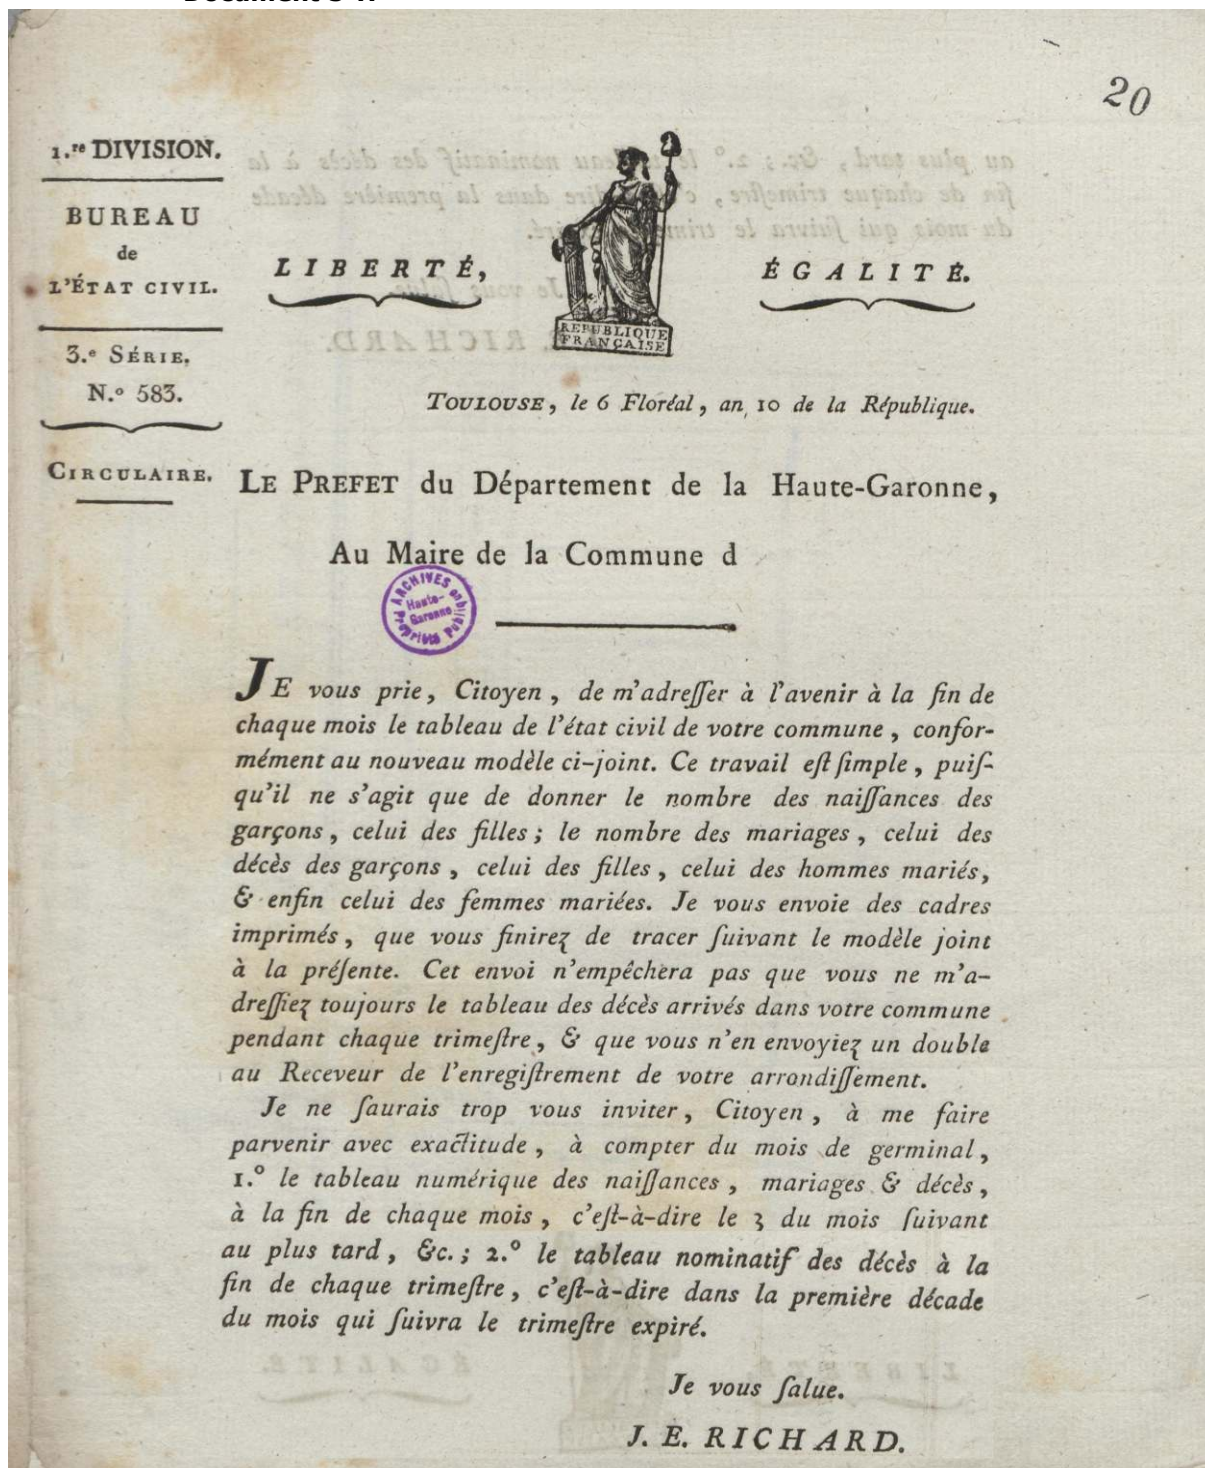 20
1.re DIVISION.
BUREAU
de
L'ÉTAT CIVIL.
3.e SÉRIE.
N.o 583.
CIRCULAIRE.
LIBERTÉ,
ÉGALITÉ.
REPUBLIQUE
FRANÇAISE
TOULOUSE, le 6 Floréal, an 10 de la République.
LE PREFET du Département de la Haute-Garonne,
Au Maire de la Commune d
ARCHIVES
Haute-
Garonne
Propriété Publique
JE vous prie, Citoyen, de m'adreſſer à l'avenir à la fin de
chaque mois le tableau de l'état civil de votre commune, confor-
mément au nouveau modèle ci-joint. Ce travail eſt ſimple, puiſ-
qu'il ne s'agit que de donner le nombre des naiſſances des
garçons, celui des filles; le nombre des mariages, celui des
décès des garçons, celui des filles, celui des hommes mariés,
& enfin celui des femmes mariées. Je vous envoie des cadres
imprimés, que vous finirez de tracer ſuivant le modèle joint
à la préſente. Cet envoi n'empêchera pas que vous ne m'a-
dreſſiez toujours le tableau des décès arrivés dans votre commune
pendant chaque trimeſtre, & que vous n'en envoyiez un double
au Receveur de l'enregiſtrement de votre arrondiſſement.
Je ne ſaurais trop vous inviter, Citoyen, à me faire
parvenir avec exactitude, à compter du mois de germinal,
1.° le tableau numérique des naiſſances, mariages & décès,
à la fin de chaque mois, c'eſt-à-dire le 3 du mois ſuivant
au plus tard, &c.; 2.° le tableau nominatif des décès à la
fin de chaque trimeſtre, c'eſt-à-dire dans la première décade
du mois qui ſuivra le trimeſtre expiré.
Je vous ſalue.
J. E. RICHARD.